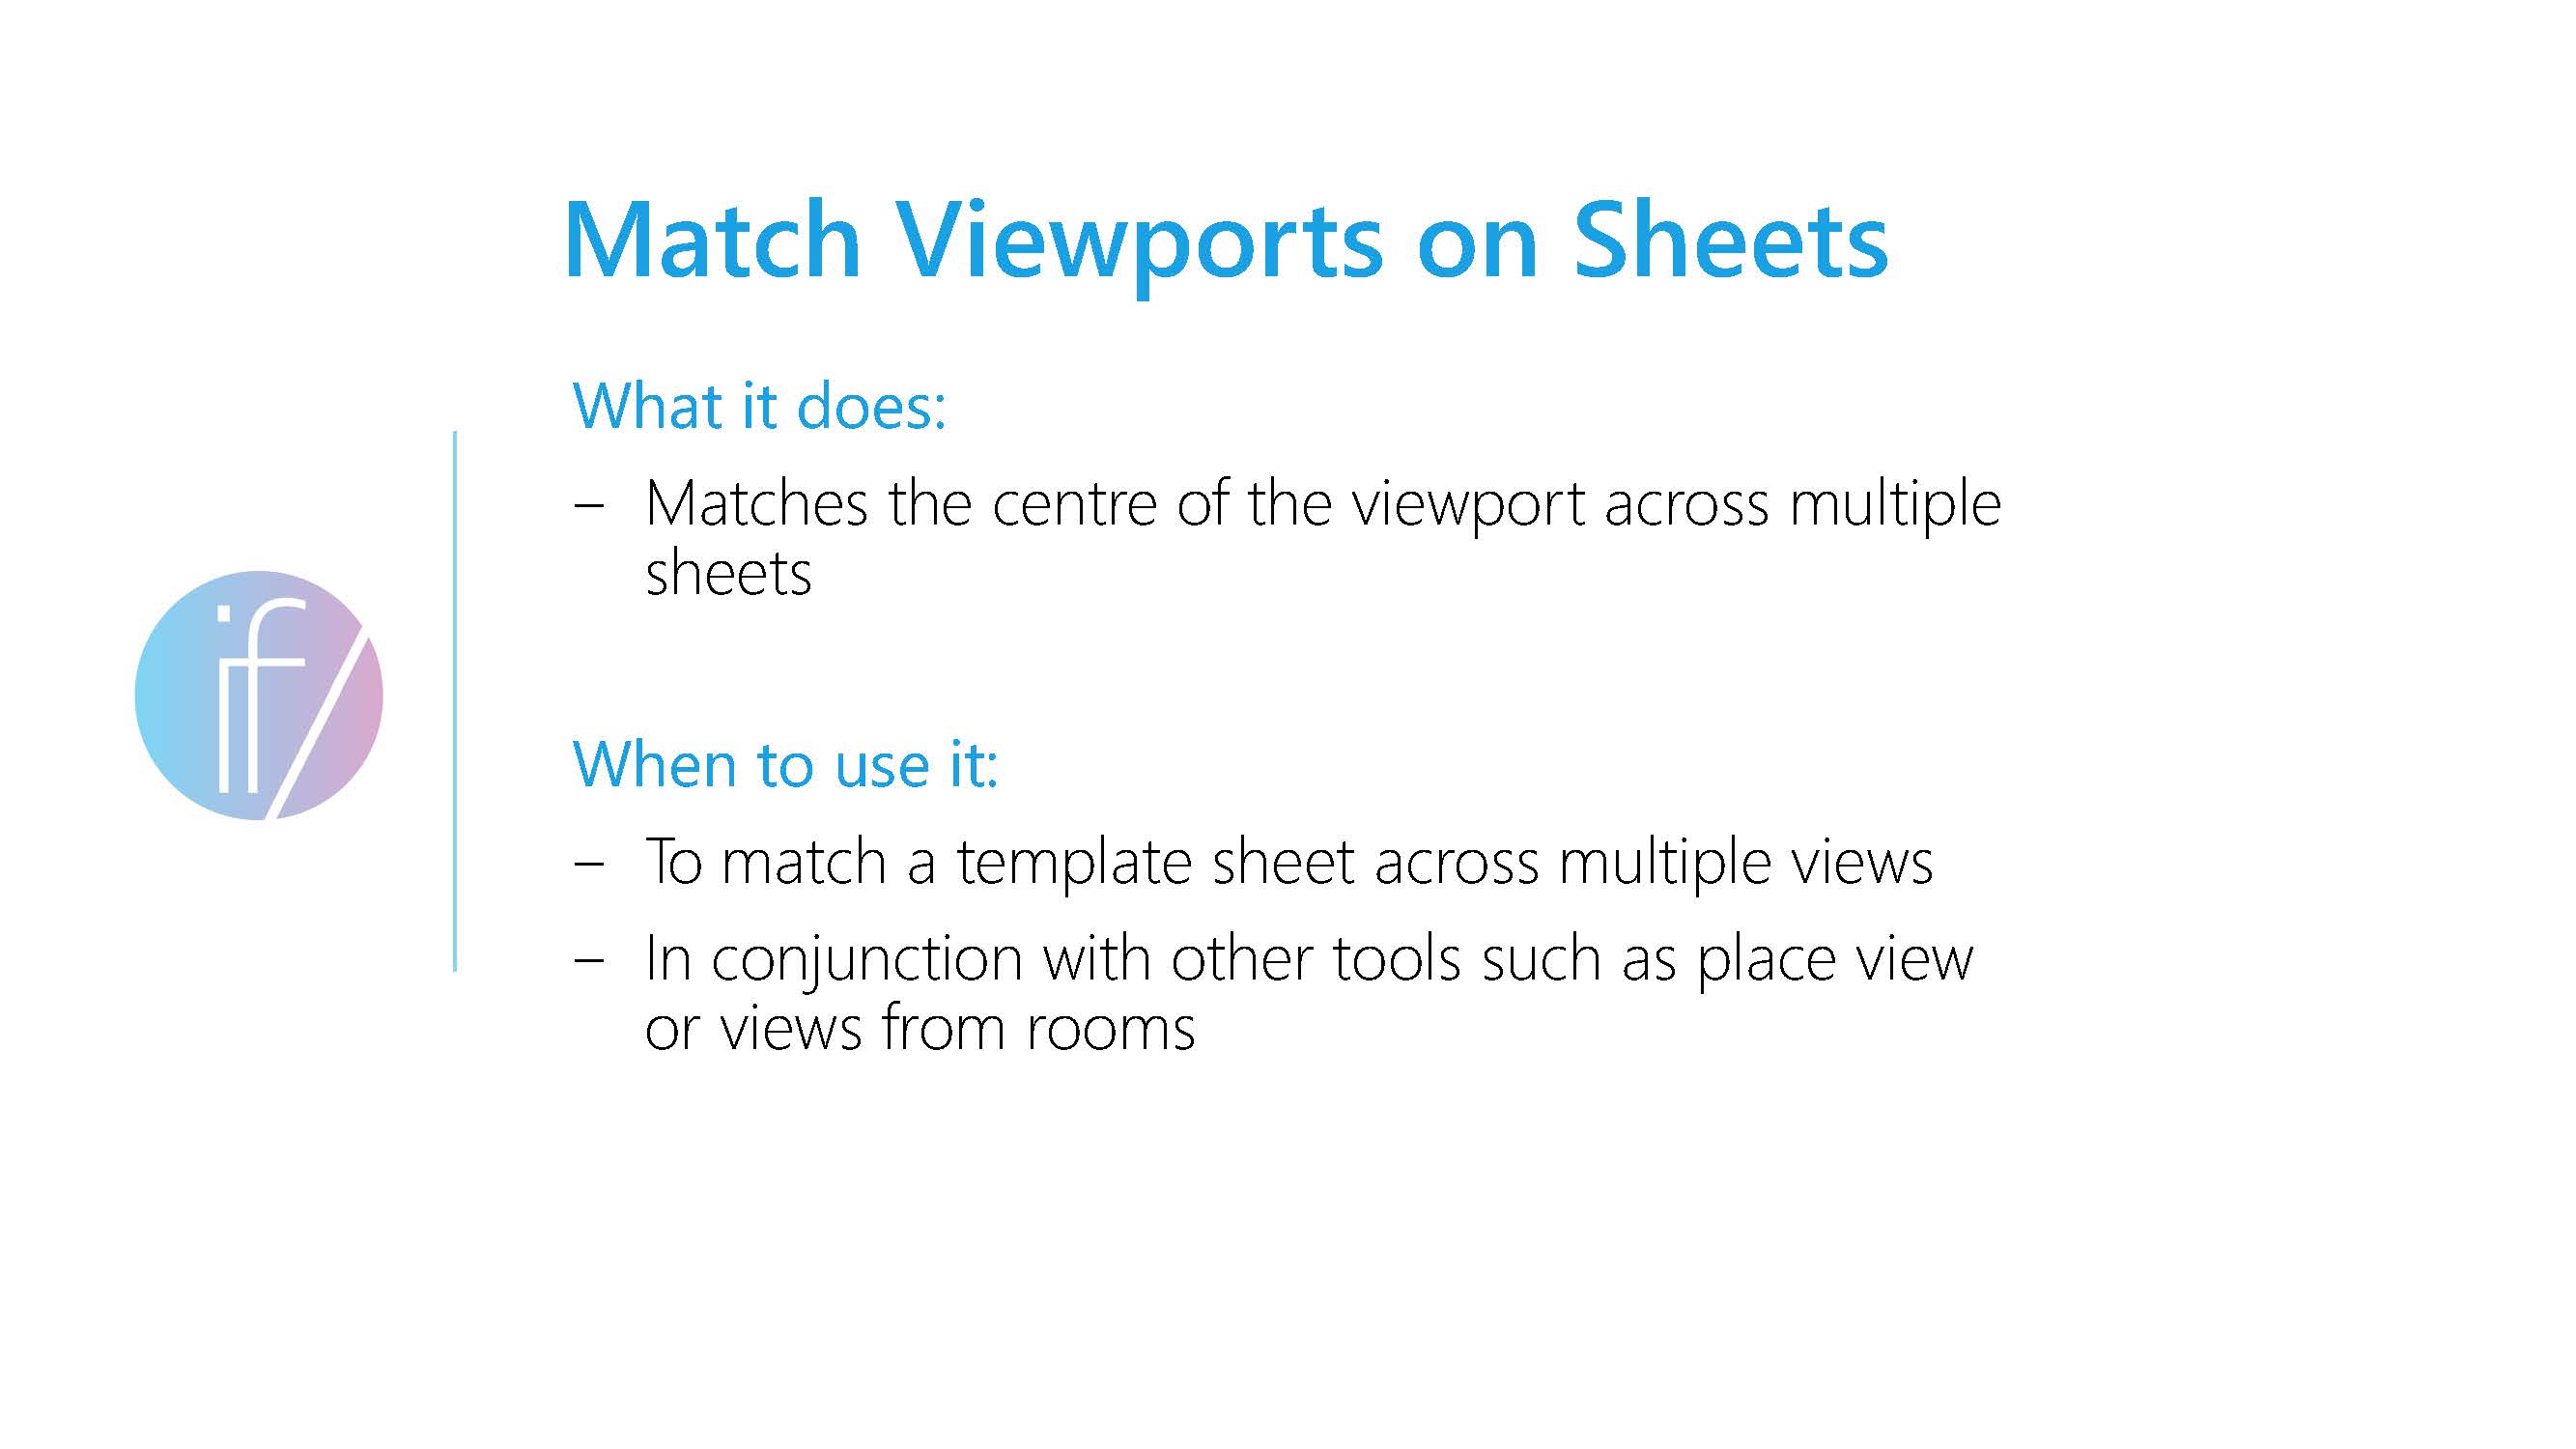 Match Viewports on Sheets
What it does:
– Matches the centre of the viewport across multiple
sheets
if/
When to use it:
– To match a template sheet across multiple views
– In conjunction with other tools such as place view
or views from rooms